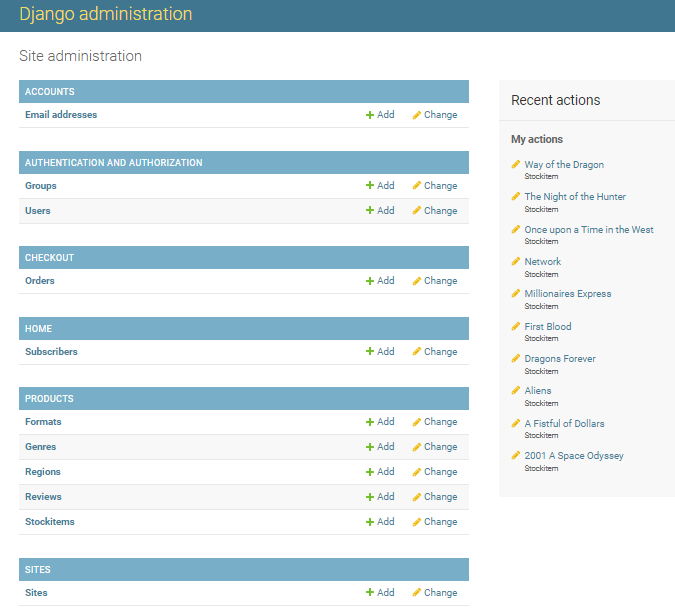 Django administration
Site administration
ACCOUNTS
Email addresses Add Change
AUTHENTICATION AND AUTHORIZATION
Groups Add Change
Users Add Change
CHECKOUT
Orders Add Change
HOME
Subscribers Add Change
PRODUCTS
Formats Add Change
Genres Add Change
Regions Add Change
Reviews Add Change
Stockitems Add Change
SITES
Sites Add Change
Recent actions
My actions
Way of the Dragon
Stockitem
The Night of the Hunter
Stockitem
Once upon a Time in the West
Stockitem
Network
Stockitem
Millionaires Express
Stockitem
First Blood
Stockitem
Dragons Forever
Stockitem
Aliens
Stockitem
A Fistful of Dollars
Stockitem
2001 A Space Odyssey
Stockitem